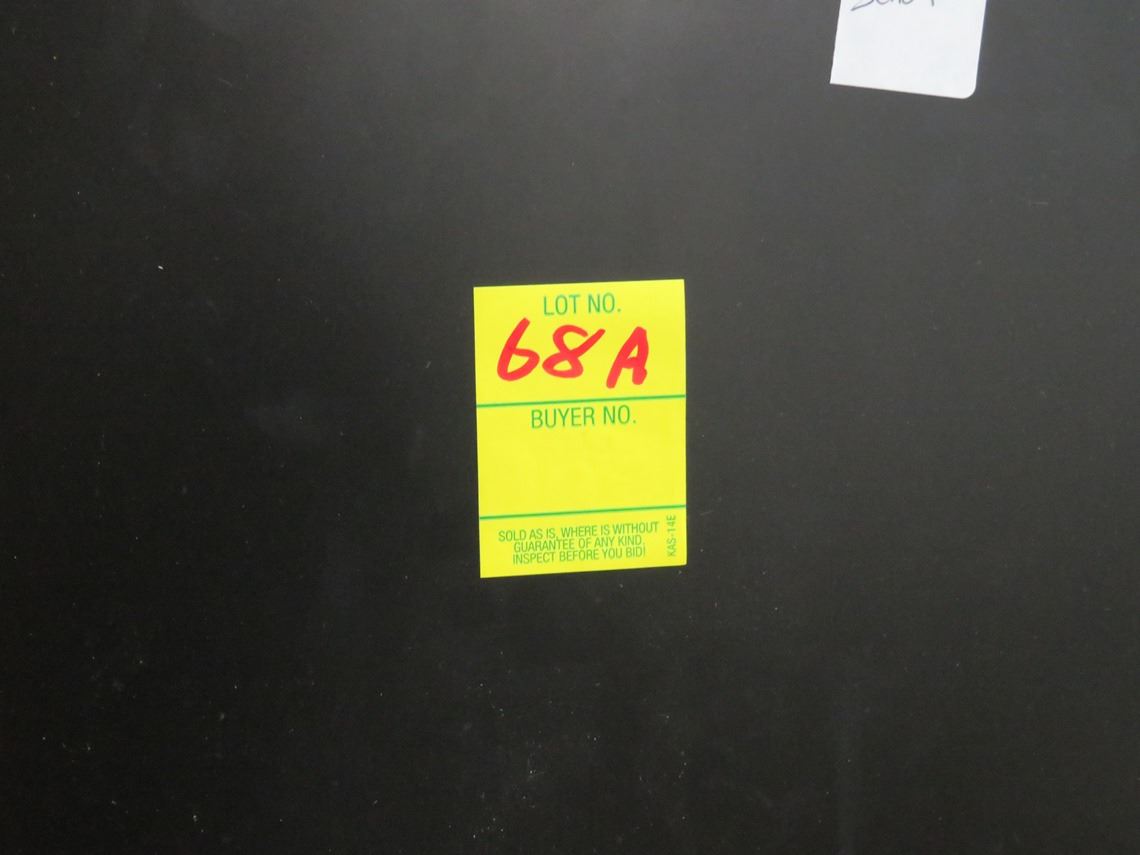 LOT NO.
68 A
BUYER NO.
SOLD AS IS, WHERE IS WITHOUT
GUARANTEE OF ANY KIND.
INSPECT BEFORE YOU BID!
KAS-14E